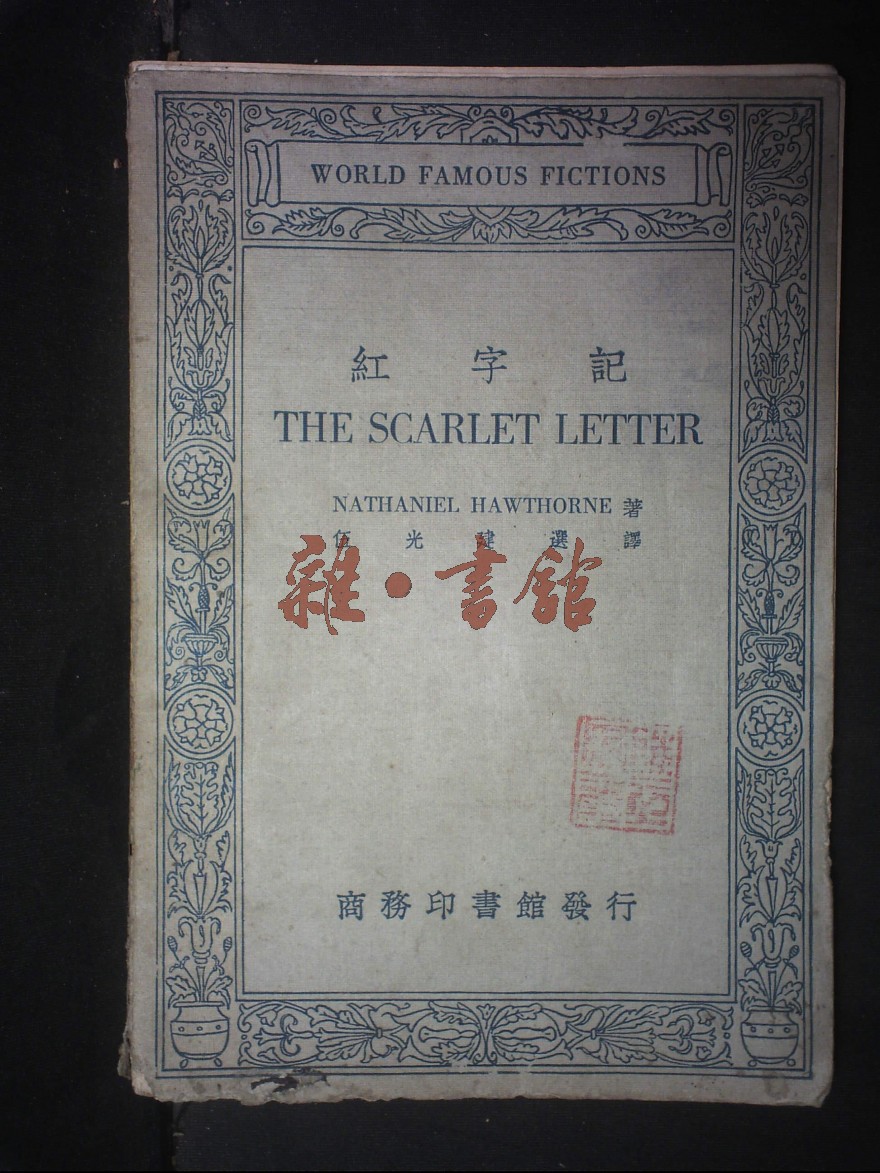 WORLD FAMOUS FICTIONS
紅字記
THE SCARLET LETTER
NATHANIEL HAWTHORNE 著
伍光建選譯
雜·書館
商務印書館發行